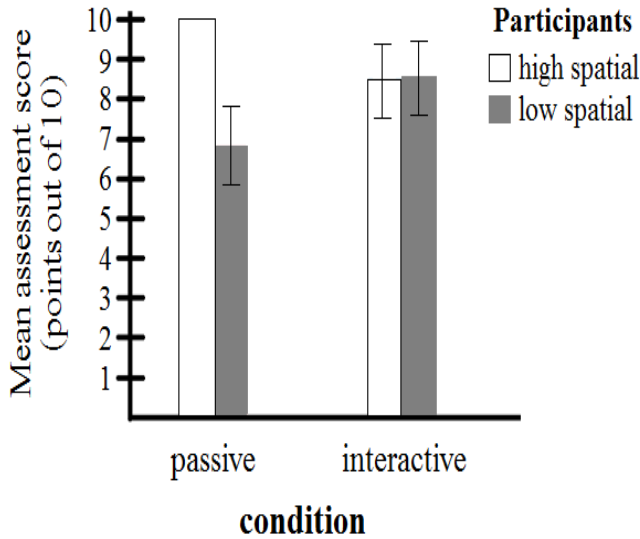 Participants
high spatial
low spatial
Mean assessment score
(points out of 10)
10
9
8
7
6
5
4
3
2
1
passive interactive
condition